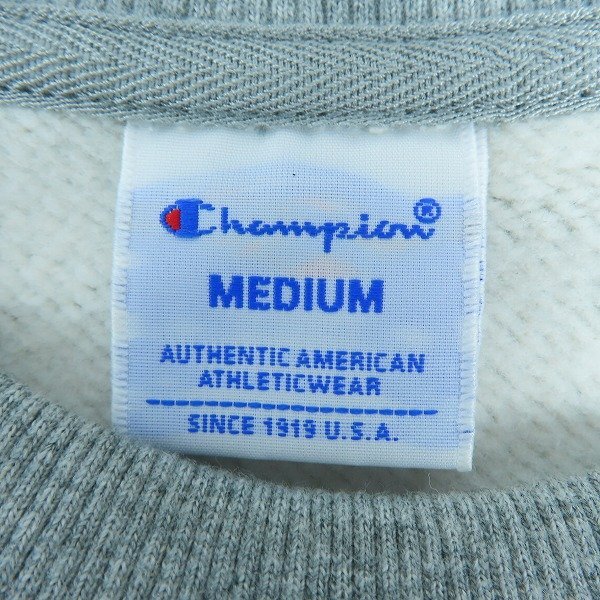 Champion®
MEDIUM
AUTHENTIC AMERICAN
ATHLETICWEAR
SINCE 1919 U.S.A.